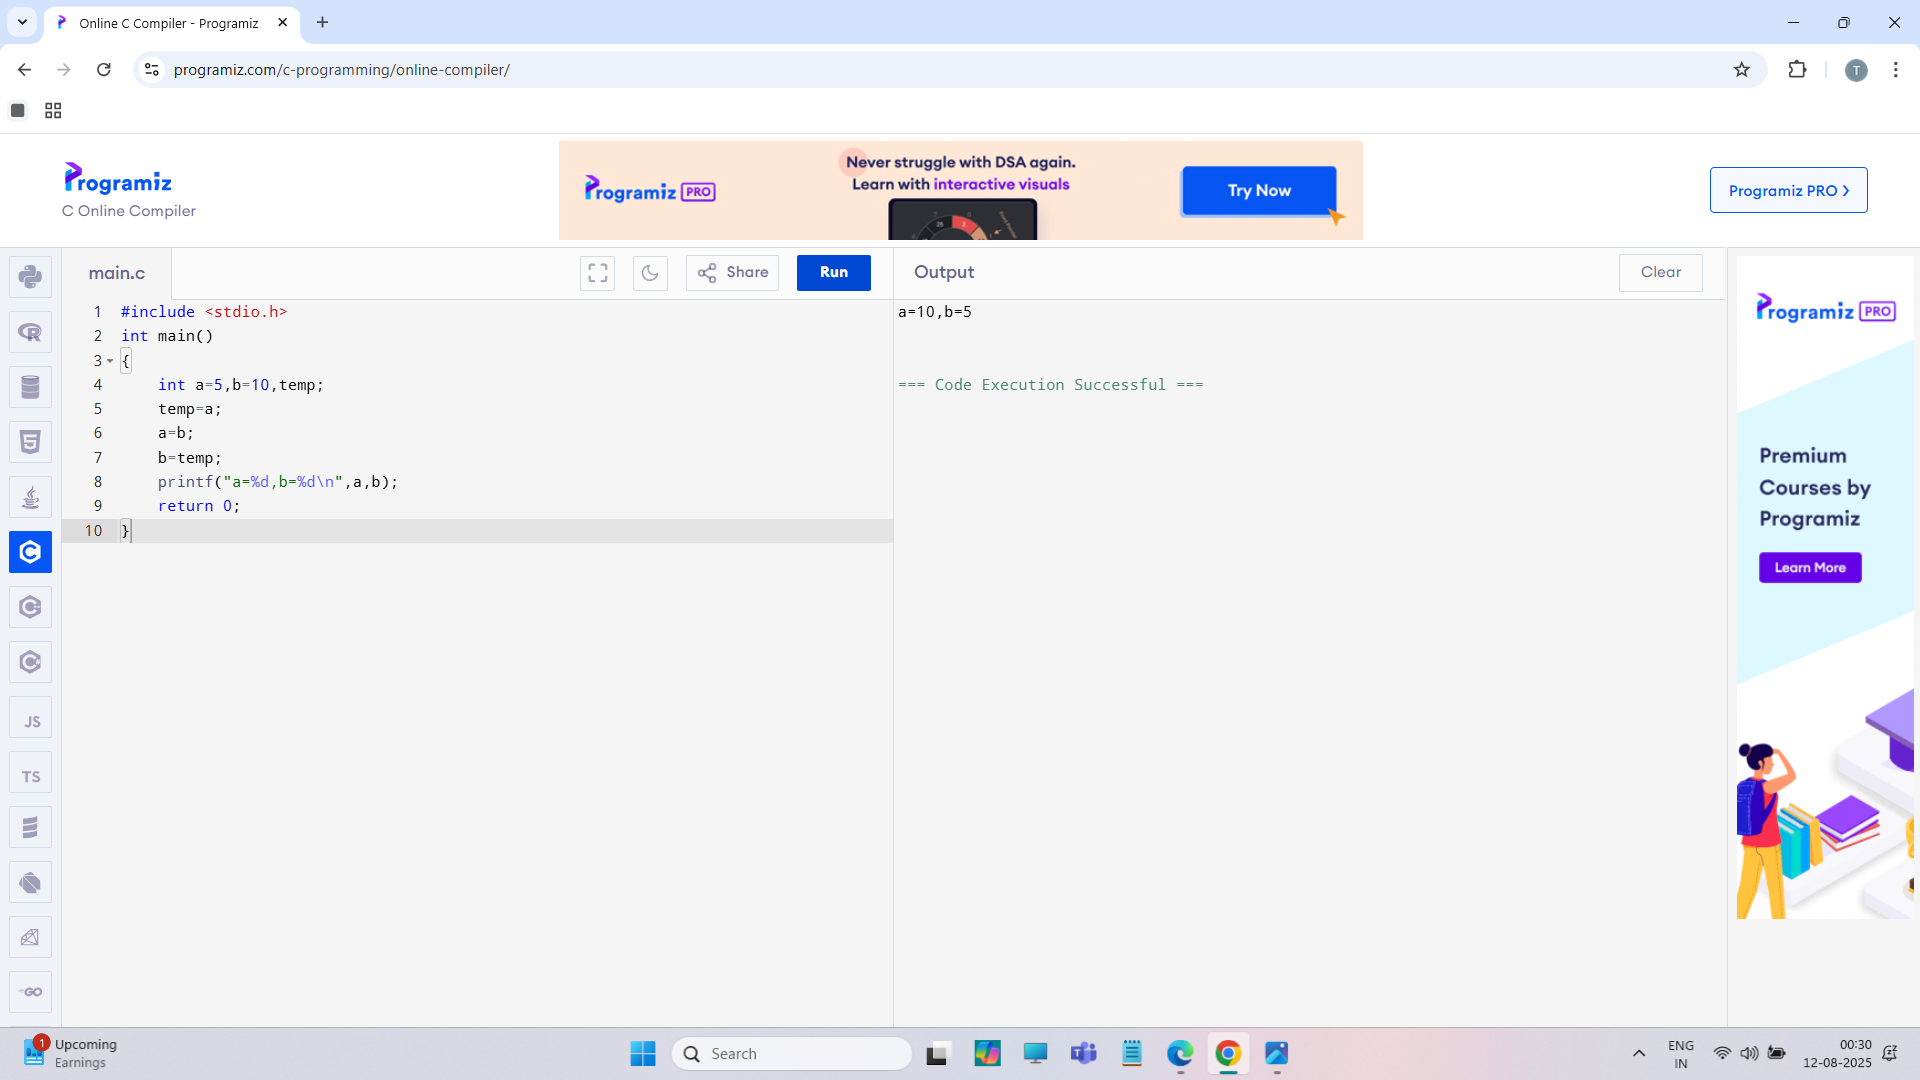 Online C Compiler - Programiz
programiz.com/c-programming/online-compiler/
T
Programiz
C Online Compiler
Programiz PRO
Never struggle with DSA again.
Learn with interactive visuals
Try Now
Programiz PRO >
main.c
Share
Run
Output
Clear
1 #include <stdio.h>
2 int main()
3 {
4     int a=5,b=10,temp;
5     temp=a;
6     a=b;
7     b=temp;
8     printf("a=%d,b=%d\n",a,b);
9     return 0;
10 }
a=10,b=5
=== Code Execution Successful ===
Programiz PRO
Premium
Courses by
Programiz
Learn More
JS
TS
GO
1
Upcoming
Earnings
Search
ENG
IN
00:30
12-08-2025